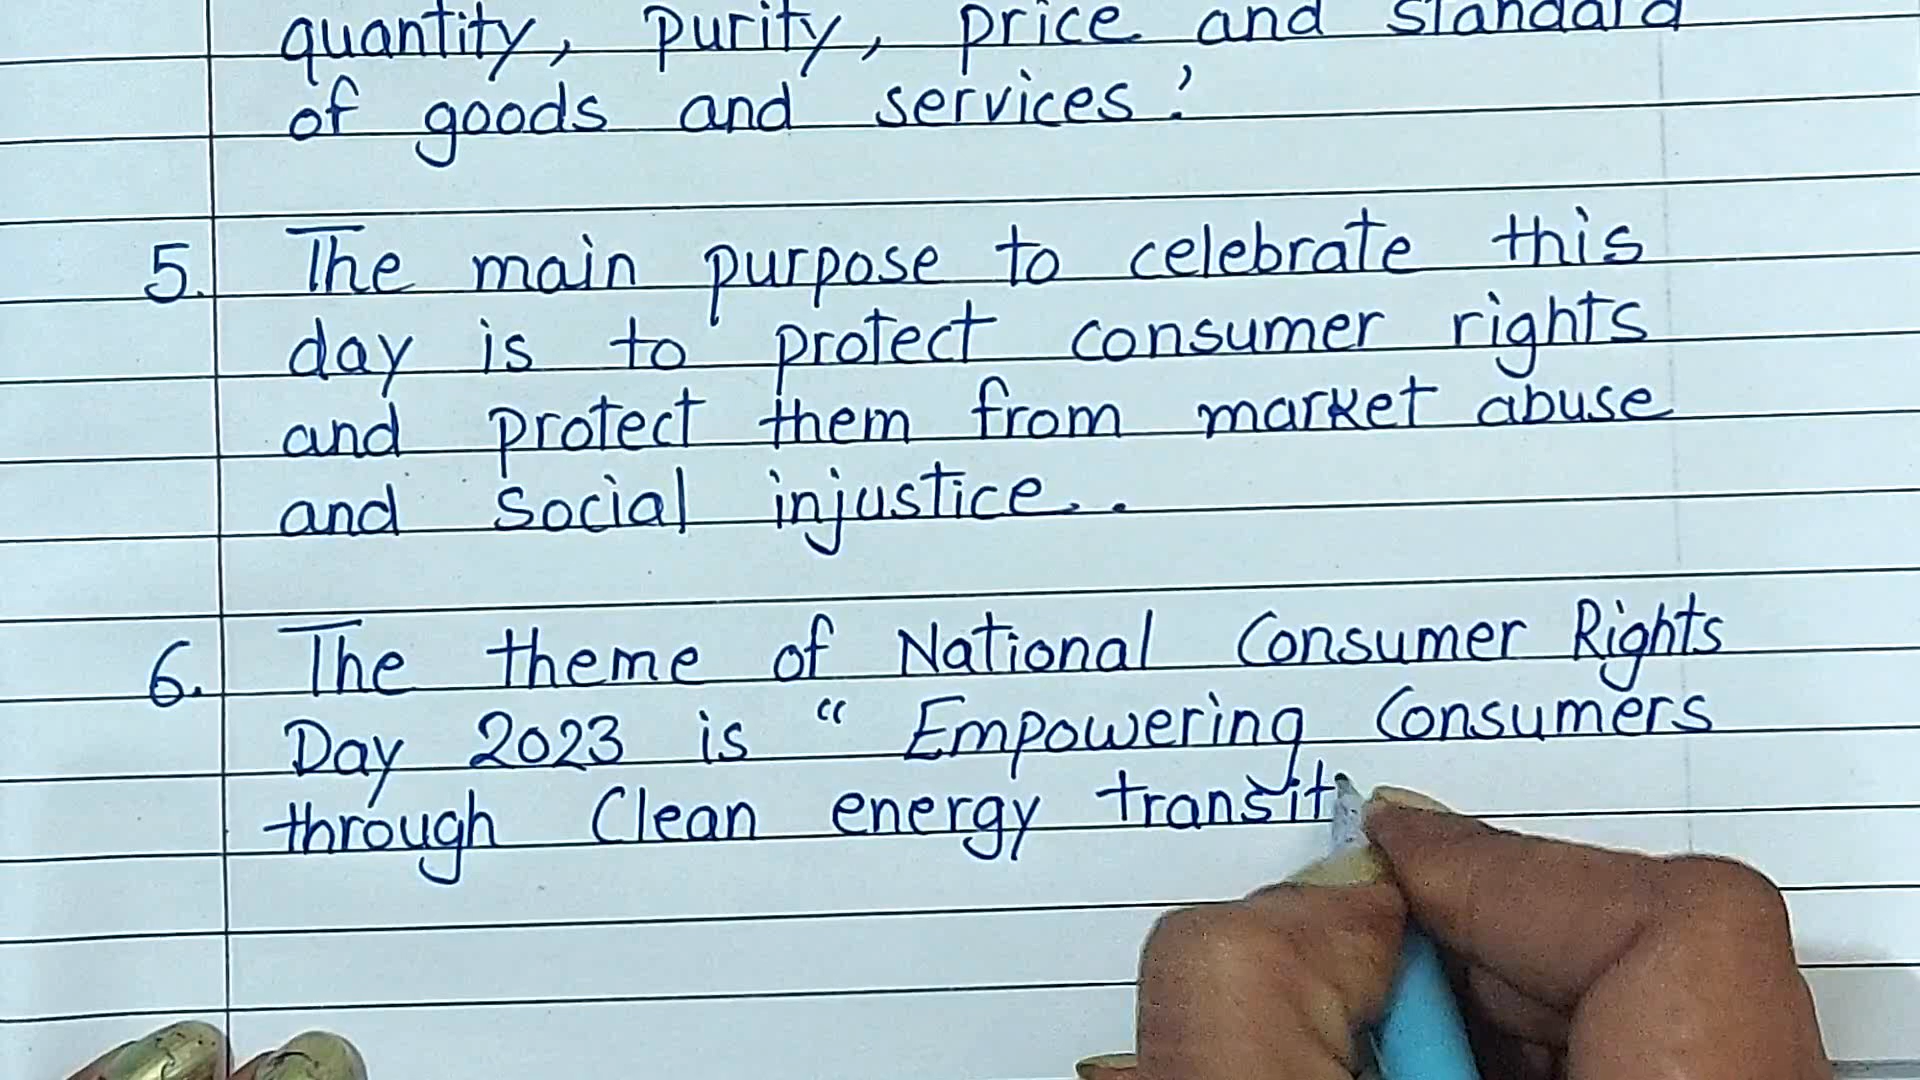 quantity, purity, price and standard
of goods and services.'
5. The main purpose to celebrate this
day is to protect consumer rights
and protect them from market abuse
and social injustice..
6. The theme of National Consumer Rights
Day 2023 is “ Empowering Consumers
through Clean energy transit